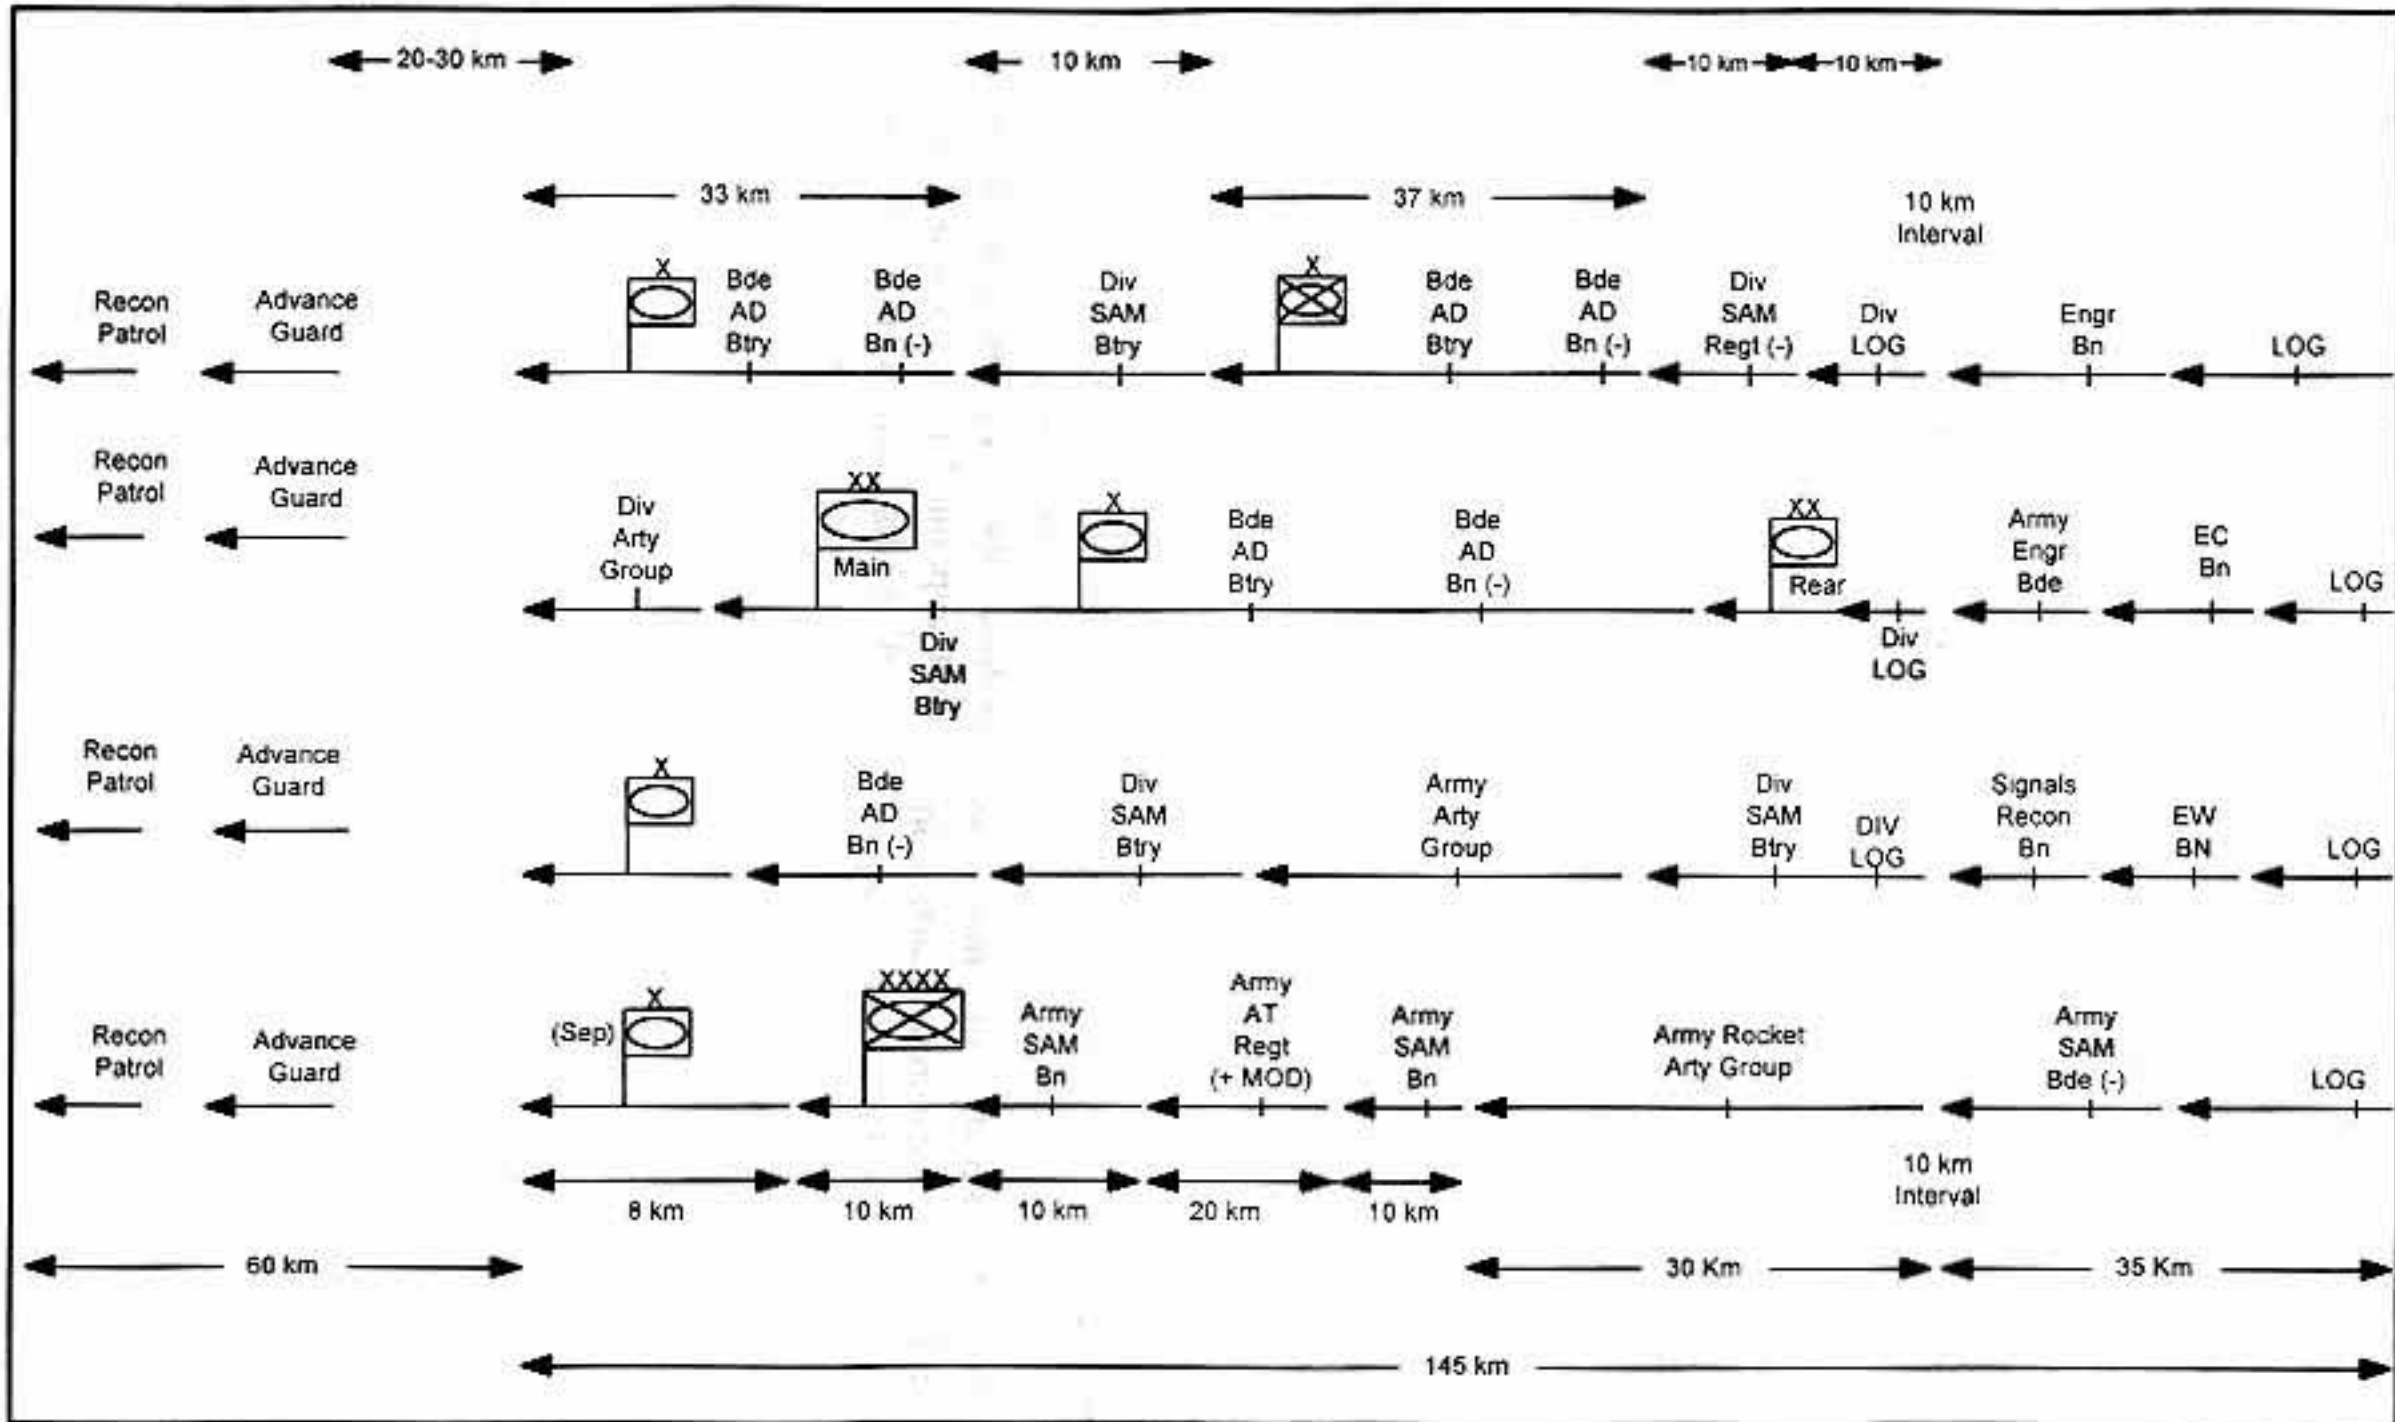 20-30 km
10 km
10 km
10 km
33 km
37 km
10 km
Interval
Recon
Patrol
Advance
Guard
X
Bde
AD
Btry
Bde
AD
Bn (-)
Div
SAM
Btry
X
Bde
AD
Btry
Bde
AD
Bn (-)
Div
SAM
Regt (-)
Div
LOG
Engr
Bn
LOG
Recon
Patrol
Advance
Guard
Div
Arty
Group
XX
Main
Div
SAM
Btry
X
Bde
AD
Btry
Bde
AD
Bn (-)
XX
Rear
Div
LOG
Army
Engr
Bde
EC
Bn
LOG
Recon
Patrol
Advance
Guard
X
Bde
AD
Bn (-)
Div
SAM
Btry
Army
Arty
Group
Div
SAM
Btry
DIV
LOG
Signals
Recon
Bn
EW
BN
LOG
Recon
Patrol
Advance
Guard
(Sep)
X
XXXX
Army
SAM
Bn
Army
AT
Regt
(+ MOD)
Army
SAM
Bn
Army Rocket
Arty Group
Army
SAM
Bde (-)
LOG
8 km
10 km
10 km
20 km
10 km
10 km
Interval
60 km
30 Km
35 Km
145 km